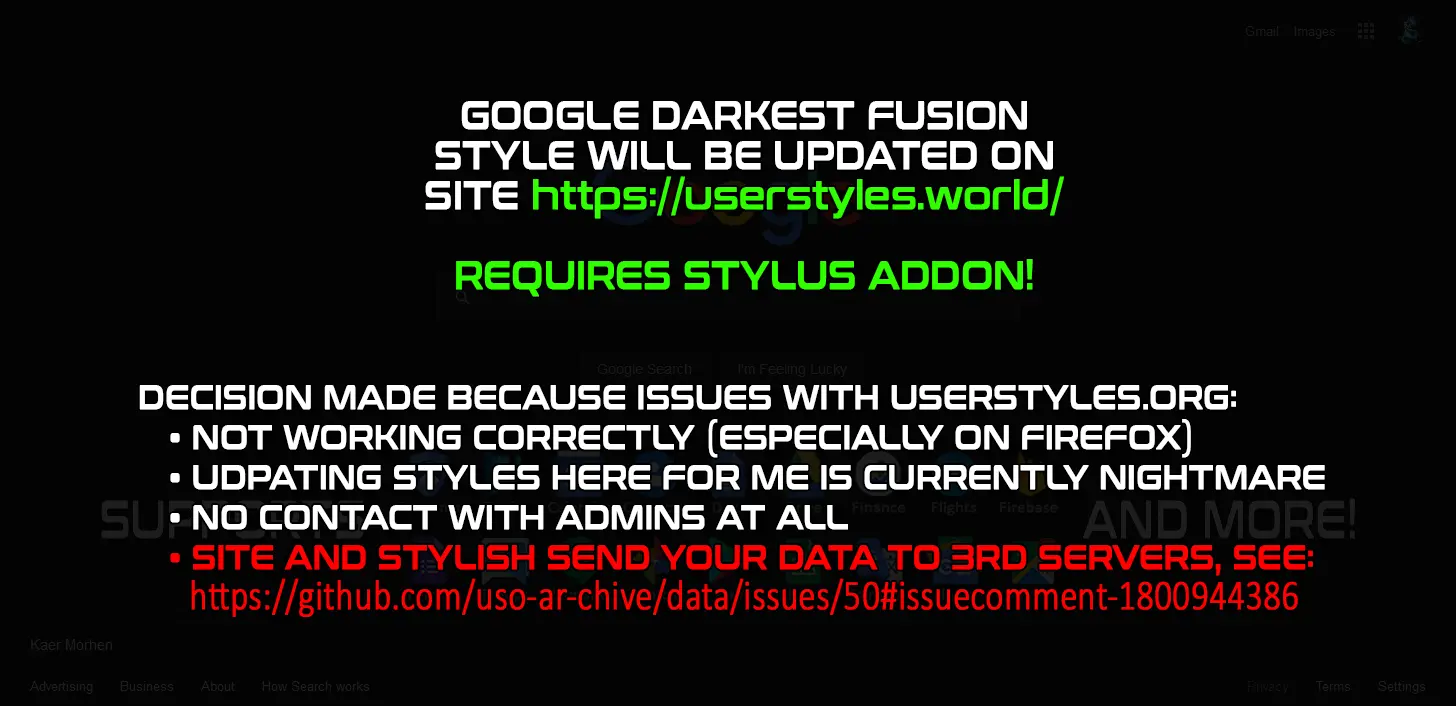 Gmail Images
GOOGLE DARKEST FUSION
STYLE WILL BE UPDATED ON
SITE https://userstyles.world/
Google
REQUIRES STYLUS ADDON!
Google Search I'm Feeling Lucky
DECISION MADE BECAUSE ISSUES WITH USERSTYLES.ORG:
• NOT WORKING CORRECTLY (ESPECIALLY ON FIREFOX)
• UDPATING STYLES HERE FOR ME IS CURRENTLY NIGHTMARE
Finance Flights Firebase
SUPPORTS AND MORE!
• NO CONTACT WITH ADMINS AT ALL
• SITE AND STYLISH SEND YOUR DATA TO 3RD SERVERS, SEE:
https://github.com/uso-ar-chive/data/issues/50#issuecomment-1800944386
Kaer Morhen
Advertising Business About How Search works Privacy Terms Settings